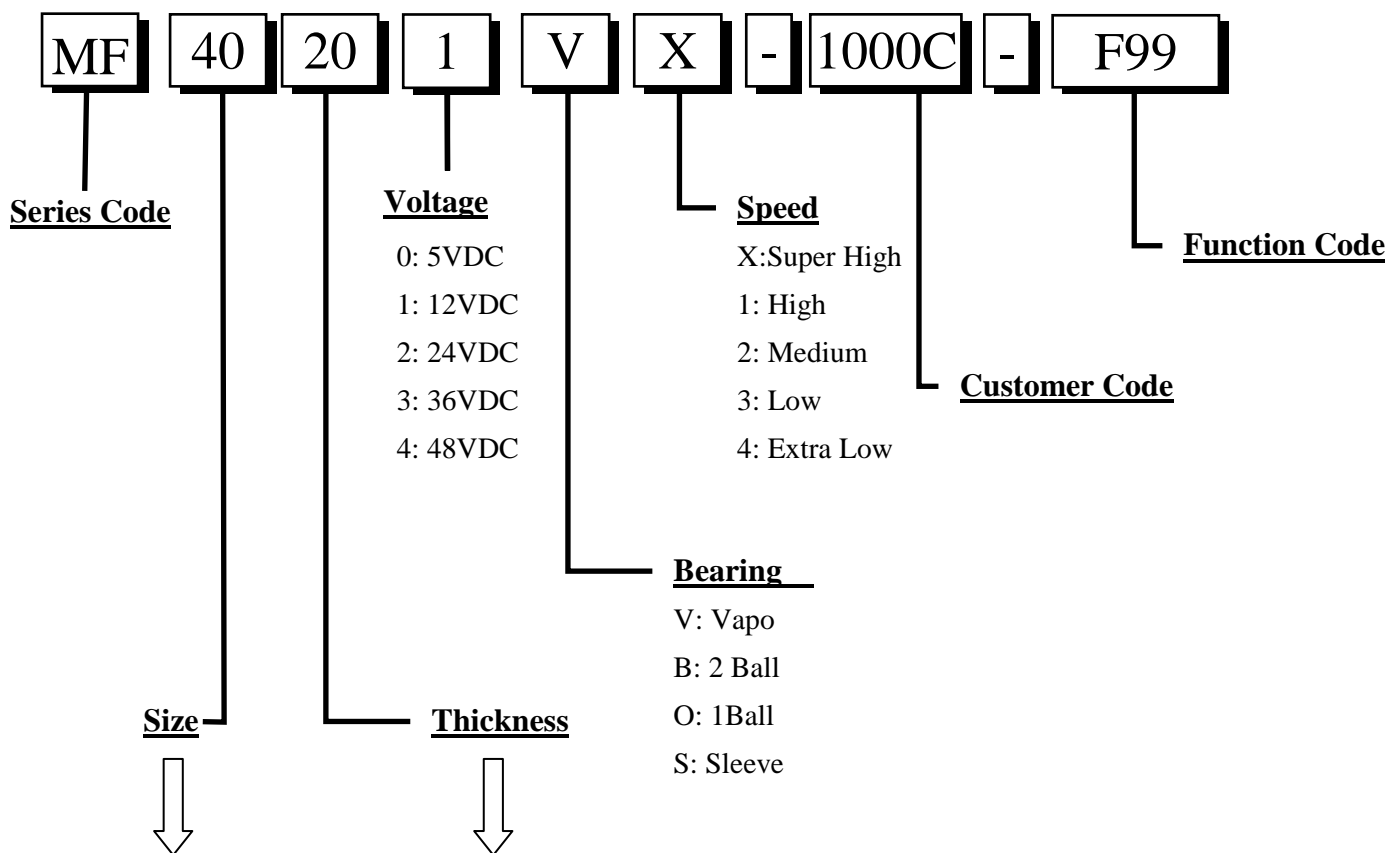 MF 40 20 1 V X - 1000C - F99
Series Code
Voltage
0: 5VDC
1: 12VDC
2: 24VDC
3: 36VDC
4: 48VDC
Speed
X:Super High
1: High
2: Medium
3: Low
4: Extra Low
Function Code
Customer Code
Bearing
V: Vapo
B: 2 Ball
O: 1Ball
S: Sleeve
Size
Thickness